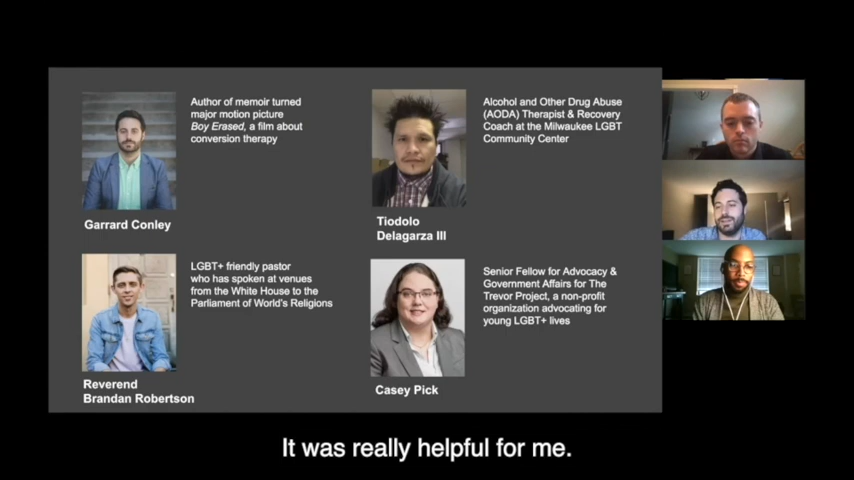 Author of memoir turned
major motion picture
Boy Erased, a film about
conversion therapy
Garrard Conley
Alcohol and Other Drug Abuse
(AODA) Therapist & Recovery
Coach at the Milwaukee LGBT
Community Center
Tiodolo
Delagarza III
LGBT+ friendly pastor
who has spoken at venues
from the White House to the
Parliament of World's Religions
Reverend
Brandan Robertson
Senior Fellow for Advocacy &
Government Affairs for The
Trevor Project, a non-profit
organization advocating for
young LGBT+ lives
Casey Pick
It was really helpful for me.